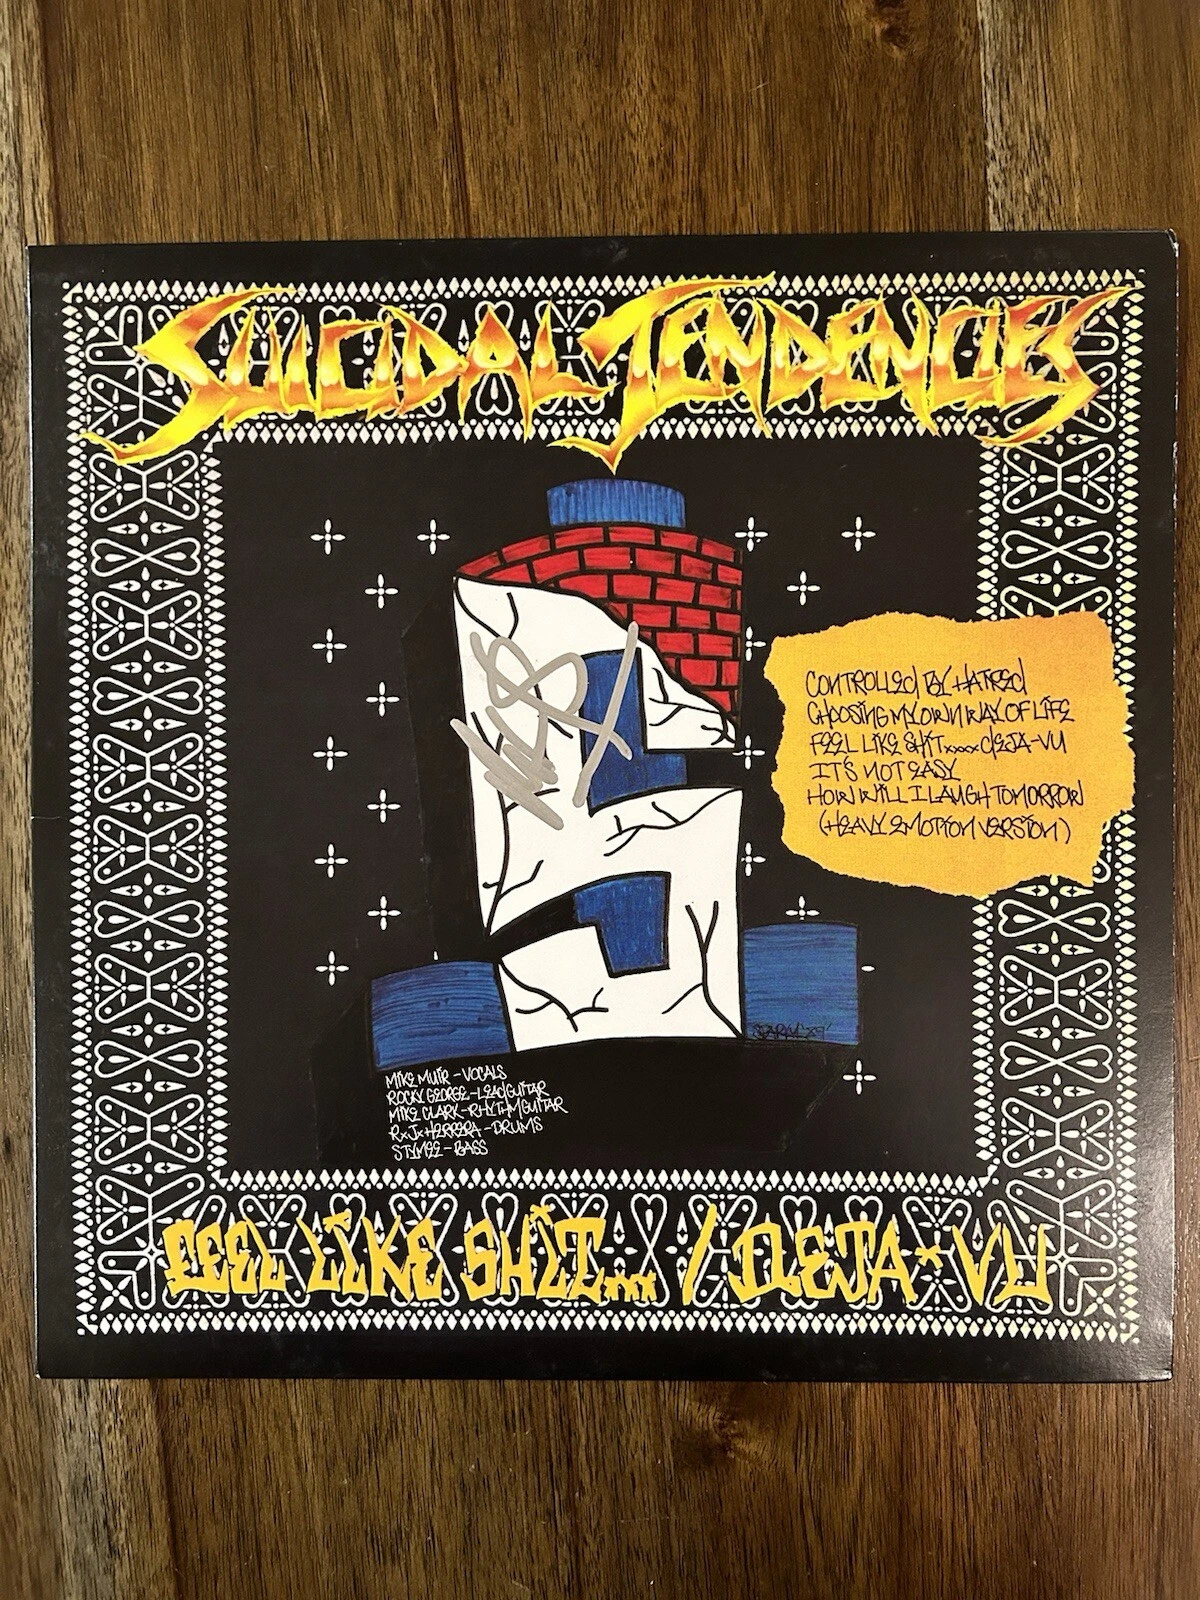 SUICIDAL TENDENCIES
CONTROLLED BY HATRED
CHOOSING MY OWN WAY OF LIFE
FEEL LIKE SHIT....DEJA-VU
IT'S NOT EASY
HOW WILL I LAUGH TOMORROW
(HEAVY EMOTION VERSION)
MIKE MUIR - VOCALS
ROCKY GEORGE - LEAD GUITAR
MIKE CLARK - RHYTHM GUITAR
RxJx HERRERA - DRUMS
STYMEE - BASS
FEEL LIKE SHIT... / DEJA*VU